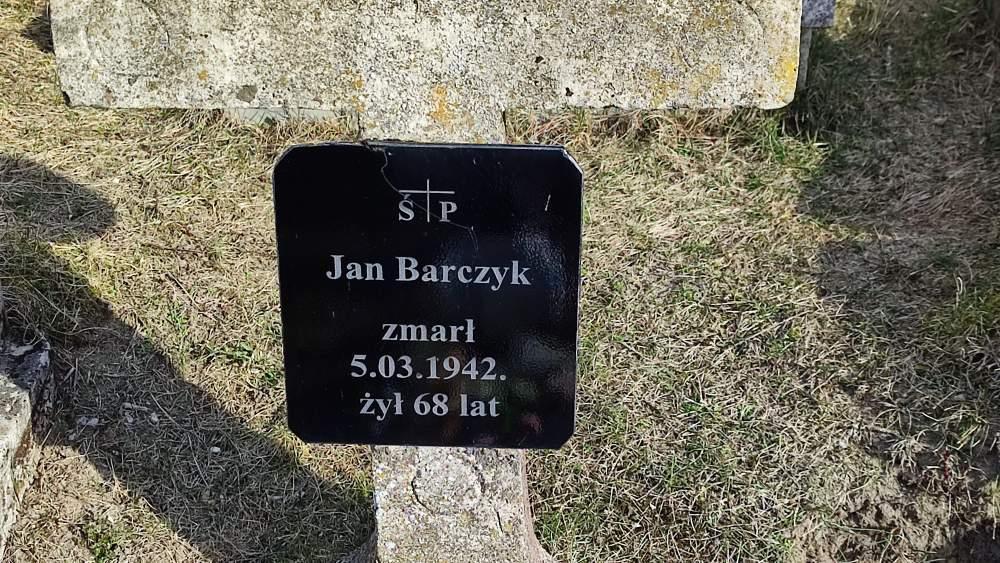 Ś P
Jan Barczyk
zmarł
5.03.1942.
żył 68 lat